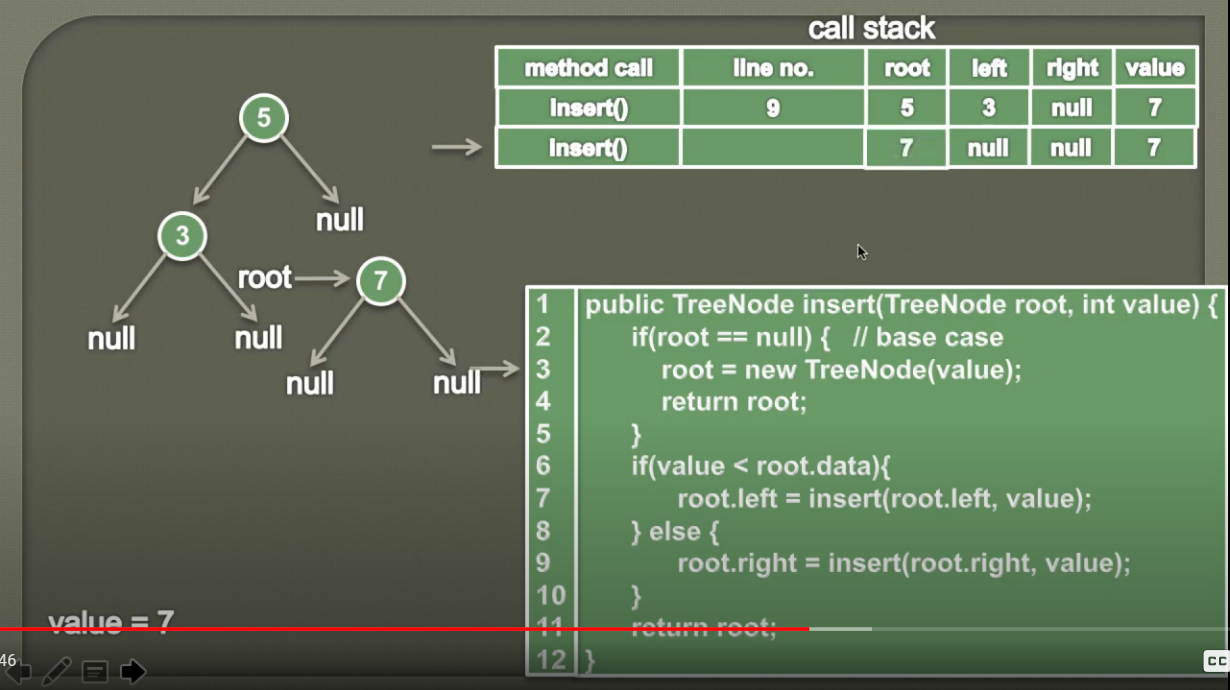 call stack
method call line no. root left right value
insert() 9 5 3 null 7
insert() 7 null null 7
5
3
null
null
null
root
7
null
null
1 public TreeNode insert(TreeNode root, int value) {
2 if(root == null) { // base case
3 root = new TreeNode(value);
4 return root;
5 }
6 if(value < root.data){
7 root.left = insert(root.left, value);
8 } else {
9 root.right = insert(root.right, value);
10 }
11 return root;
12 }
value = 7
46
CC